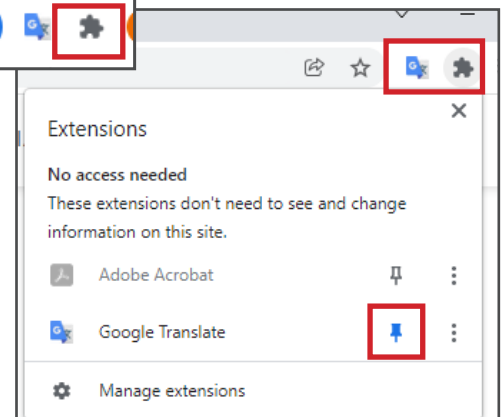 Extensions
No access needed
These extensions don't need to see and change
information on this site.
Adobe Acrobat
Google Translate
Manage extensions